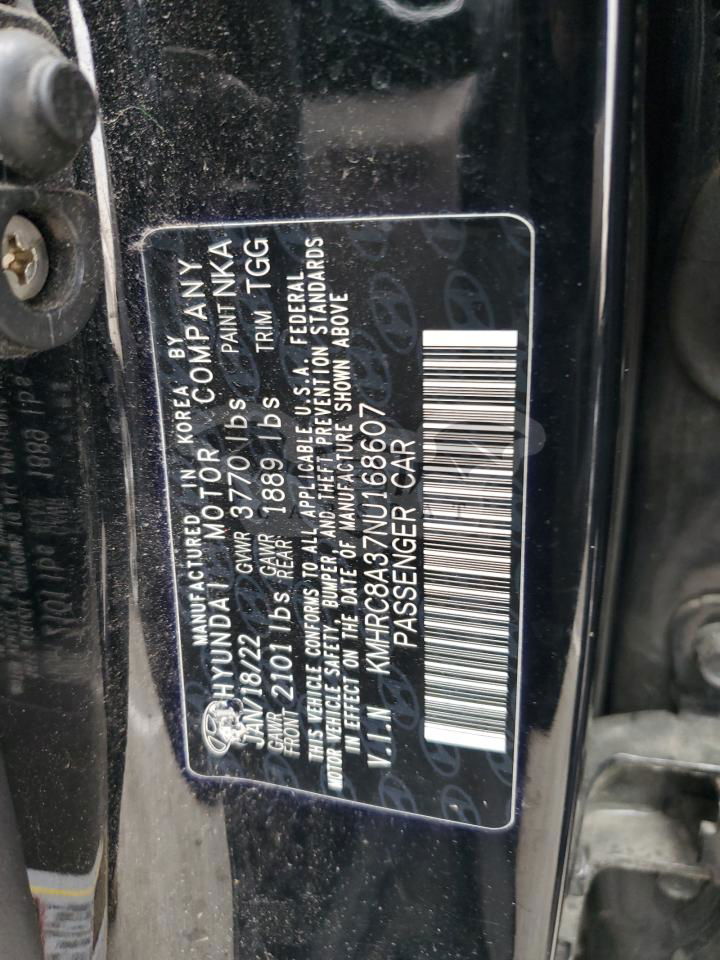 MANUFACTURED IN KOREA BY
HYUNDAI MOTOR COMPANY
JAN/18/22 GVWR 3770 lbs PAINT NKA
GAWR FRONT 2101 lbs GAWR REAR 1889 lbs TRIM TGG
THIS VEHICLE CONFORMS TO ALL APPLICABLE U.S.A. FEDERAL
MOTOR VEHICLE SAFETY, BUMPER, AND THEFT PREVENTION STANDARDS
IN EFFECT ON THE DATE OF MANUFACTURE SHOWN ABOVE
V.I.N KMHRC8A37NU168607
PASSENGER CAR